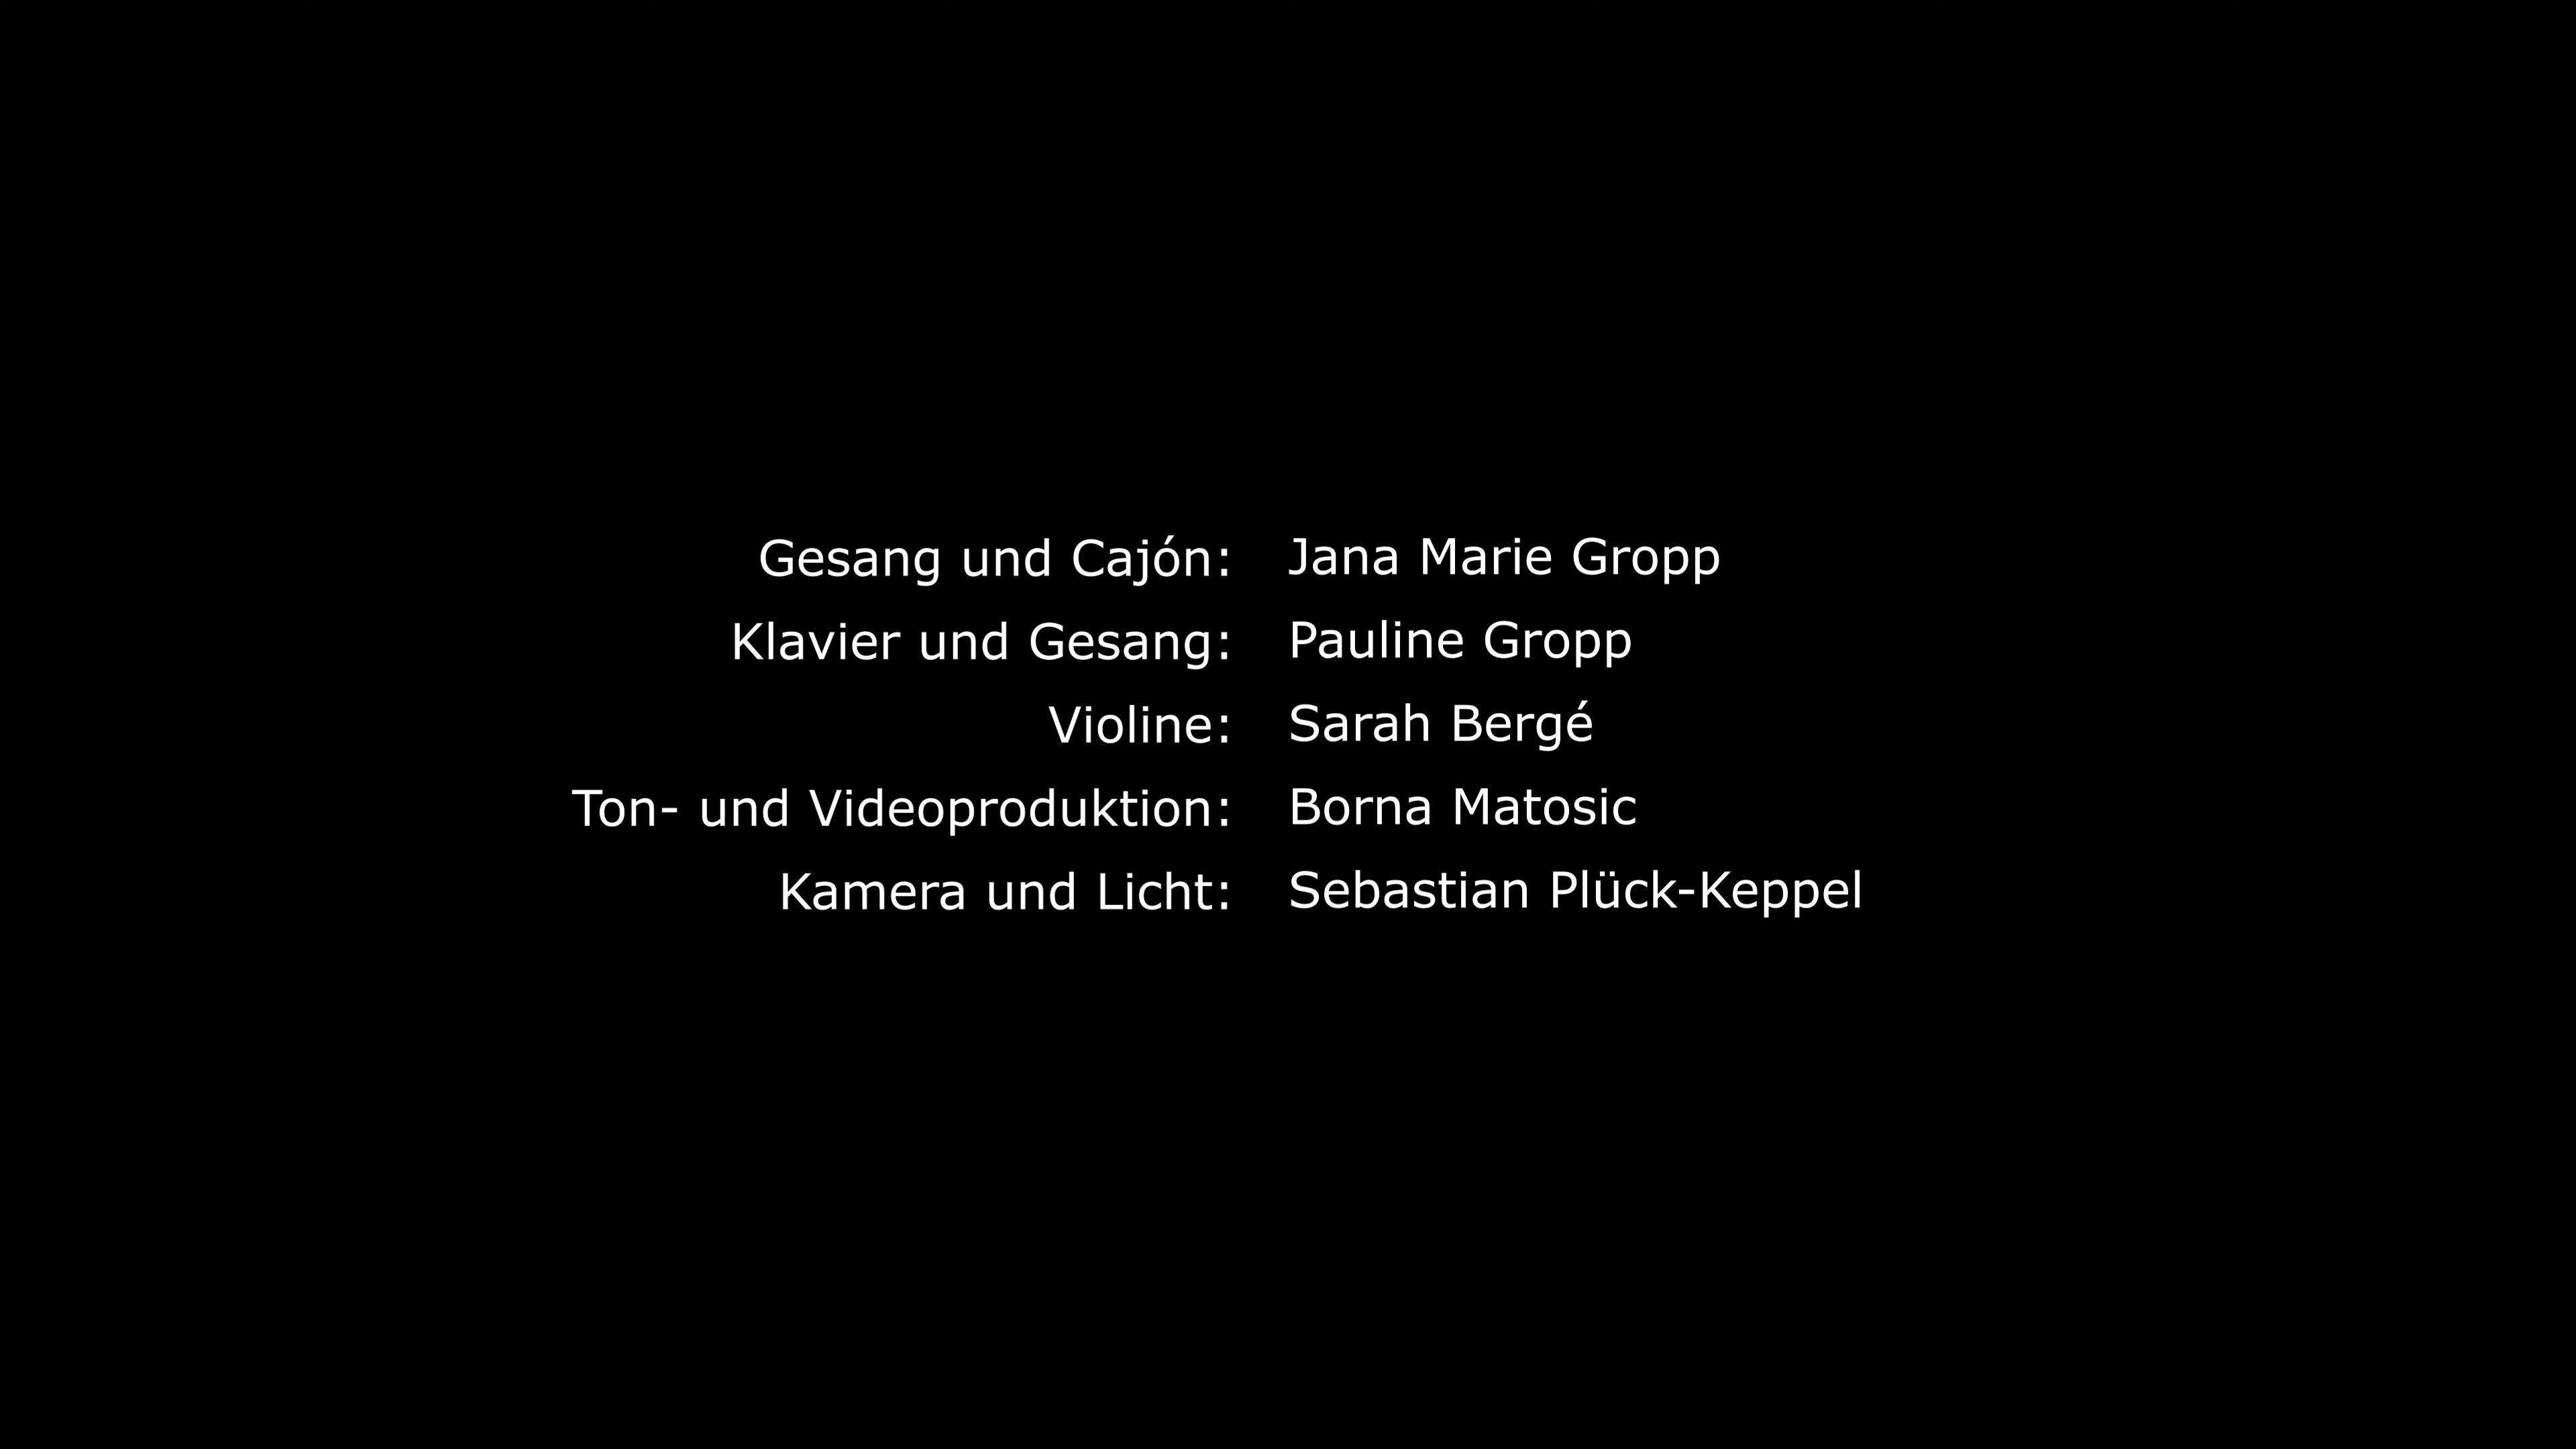 Gesang und Cajón: Jana Marie Gropp
Klavier und Gesang: Pauline Gropp
Violine: Sarah Bergé
Ton- und Videoproduktion: Borna Matosic
Kamera und Licht: Sebastian Plück-Keppel